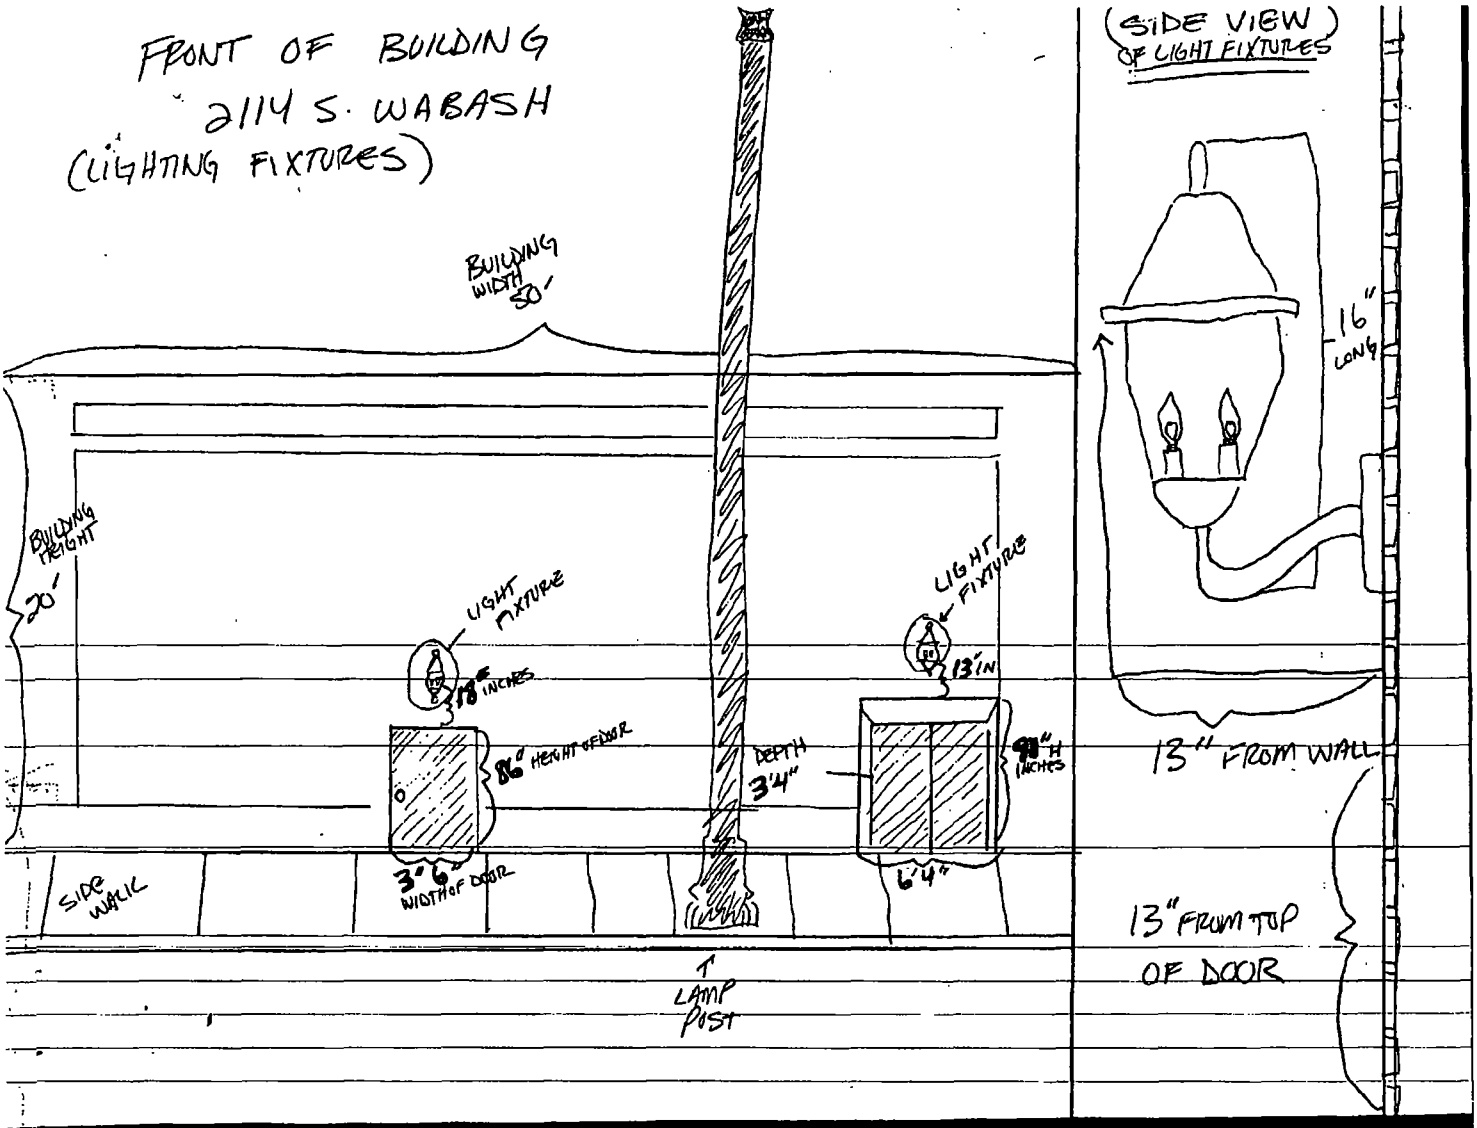 FRONT OF BUILDING
2114 S. WABASH
(LIGHTING FIXTURES)
BUILDING
WIDTH
50'
BUILDING
HEIGHT
20'
LIGHT
FIXTURE
18" INCHES
86" HEIGHT OF DOOR
3' 6"
WIDTH OF DOOR
SIDE
WALK
LIGHT
FIXTURE
13" IN
DEPTH
3'4"
H
INCHES
6'4"
LAMP
POST
(SIDE VIEW)
OF LIGHT FIXTURES
16"
LONG
13" FROM WALL
13" FROM TOP
OF DOOR